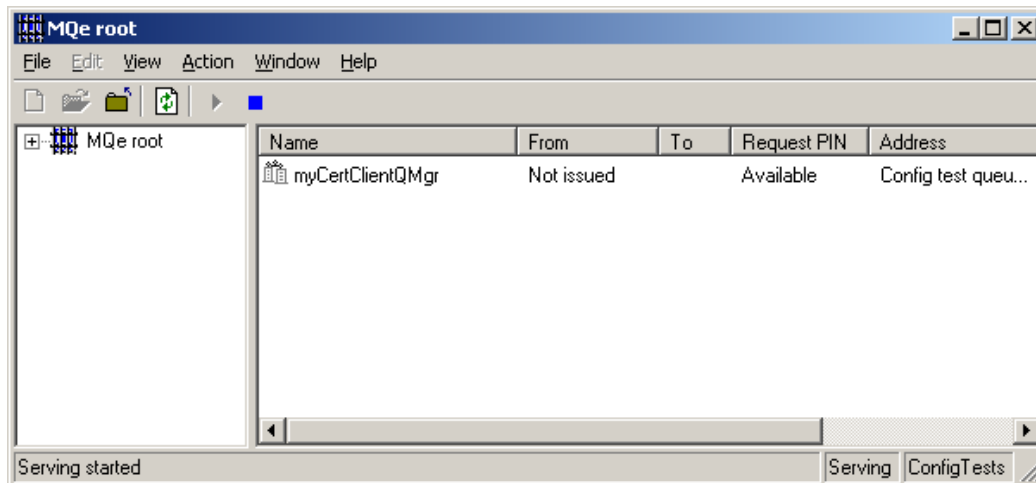 MQe root
File Edit View Action Window Help
MQe root
Name From To Request PIN Address
myCertClientQMgr Not issued Available Config test queu...
Serving started Serving ConfigTests